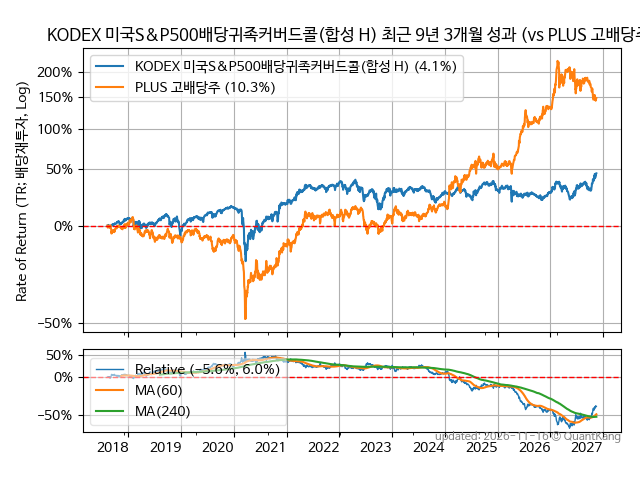 KODEX 미국S&P500배당귀족커버드콜(합성 H) 최근 9년 3개월 성과 (vs PLUS 고배당주
KODEX 미국S&P500배당귀족커버드콜(합성 H) (4.1%)
PLUS 고배당주 (10.3%)
Rate of Return (TR: 배당재투자, Log)
200%
150%
100%
50%
0%
−50%
50%
0%
−50%
Relative (−5.6%, 6.0%)
MA(60)
MA(240)
updated: 2026-11-16 © QuantKang
2018 2019 2020 2021 2022 2023 2024 2025 2026 2027